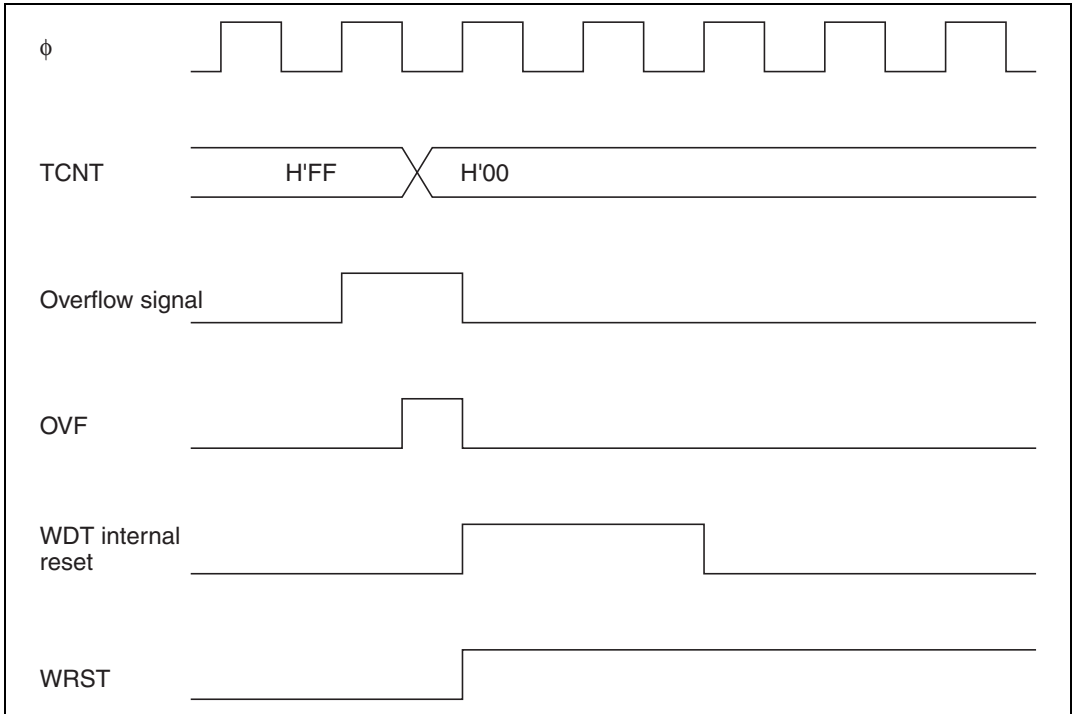 ϕ
TCNT
H'FF
H'00
Overflow signal
OVF
WDT internal
reset
WRST